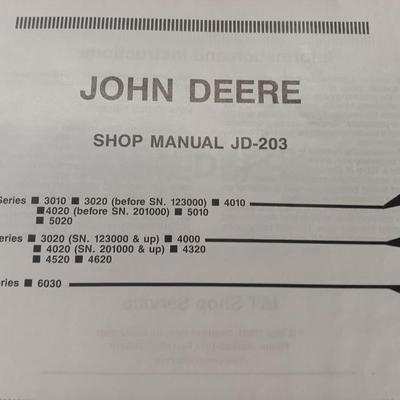 JOHN DEERE
SHOP MANUAL JD-203
Series ■ 3010 ■ 3020 (before SN. 123000) ■ 4010
■4020 (before SN. 201000) ■ 5010
■ 5020
eries ■ 3020 (SN. 123000 & up) ■ 4000
■ 4020 (SN. 201000 & up) ■ 4320
■ 4520 ■ 4620
ries ■ 6030